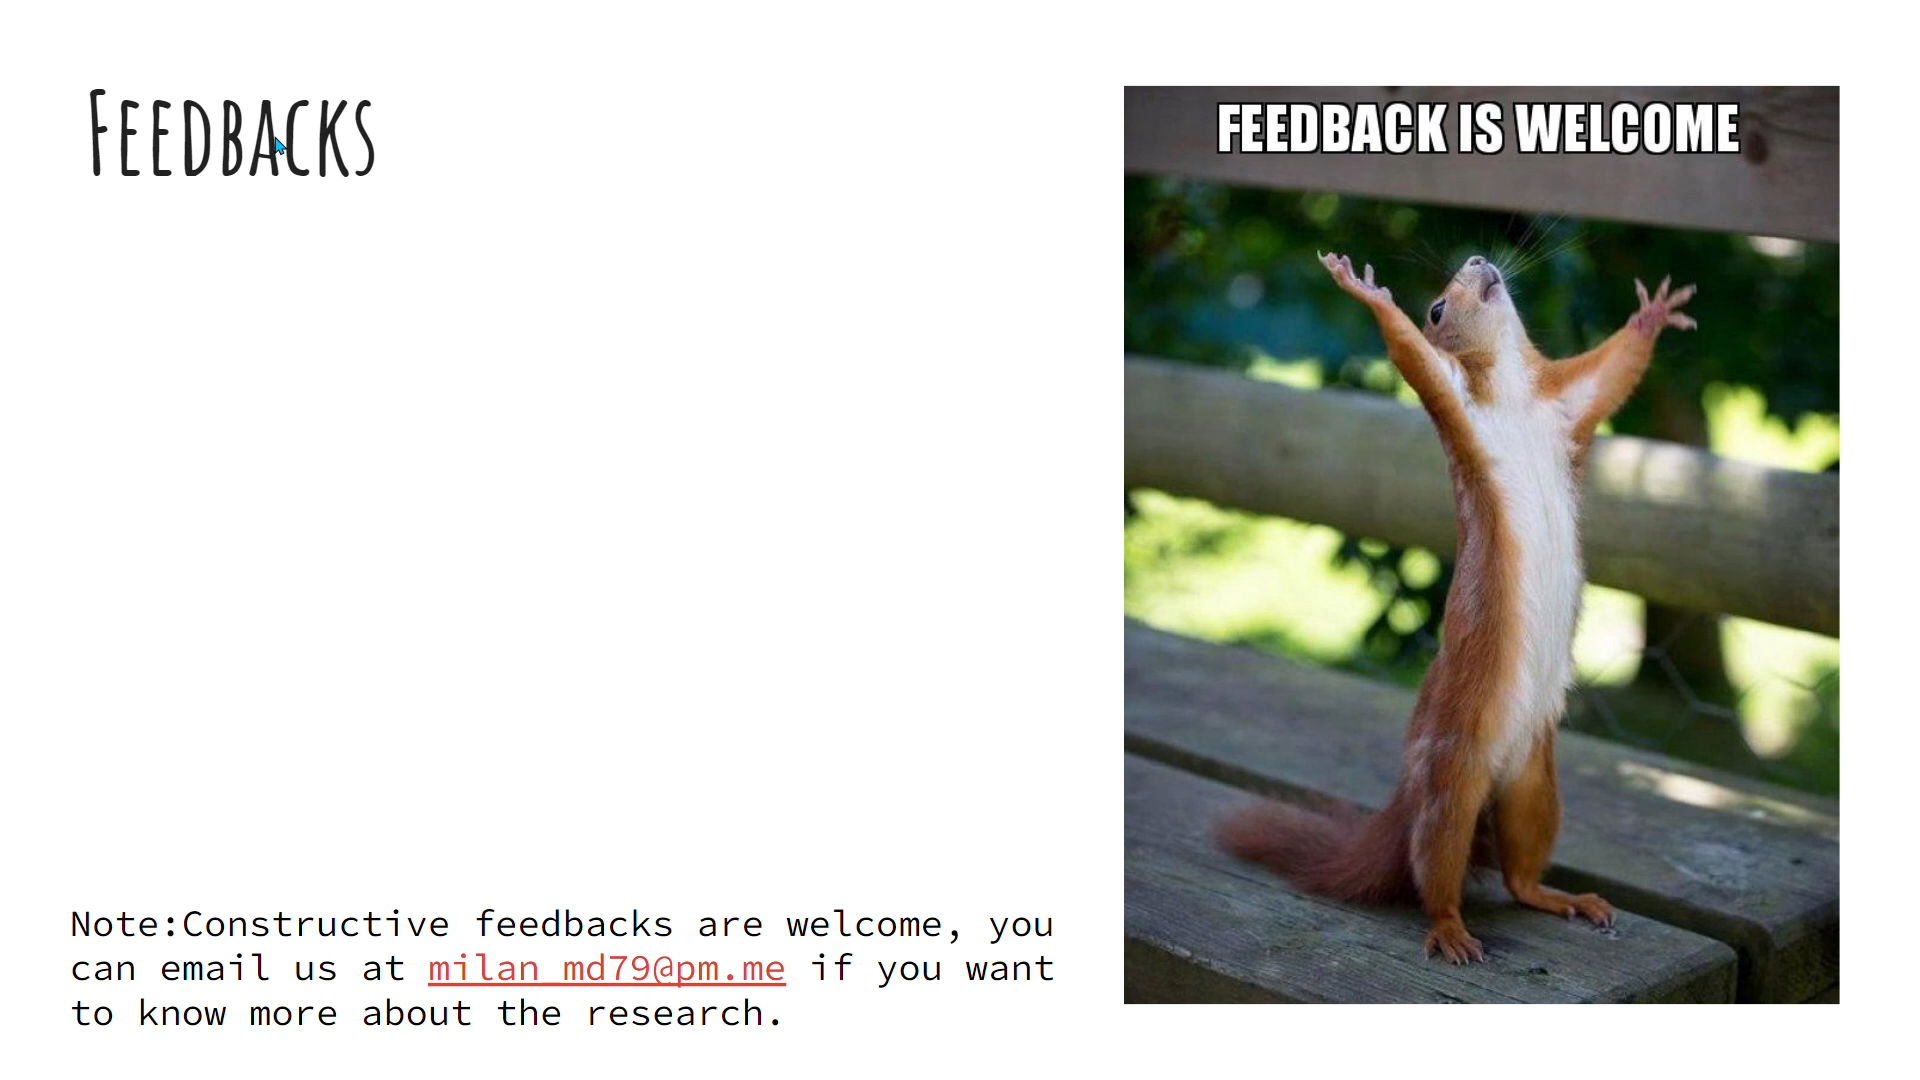 Feedbacks
FEEDBACK IS WELCOME
Note:Constructive feedbacks are welcome, you
can email us at milan_md79@pm.me if you want
to know more about the research.